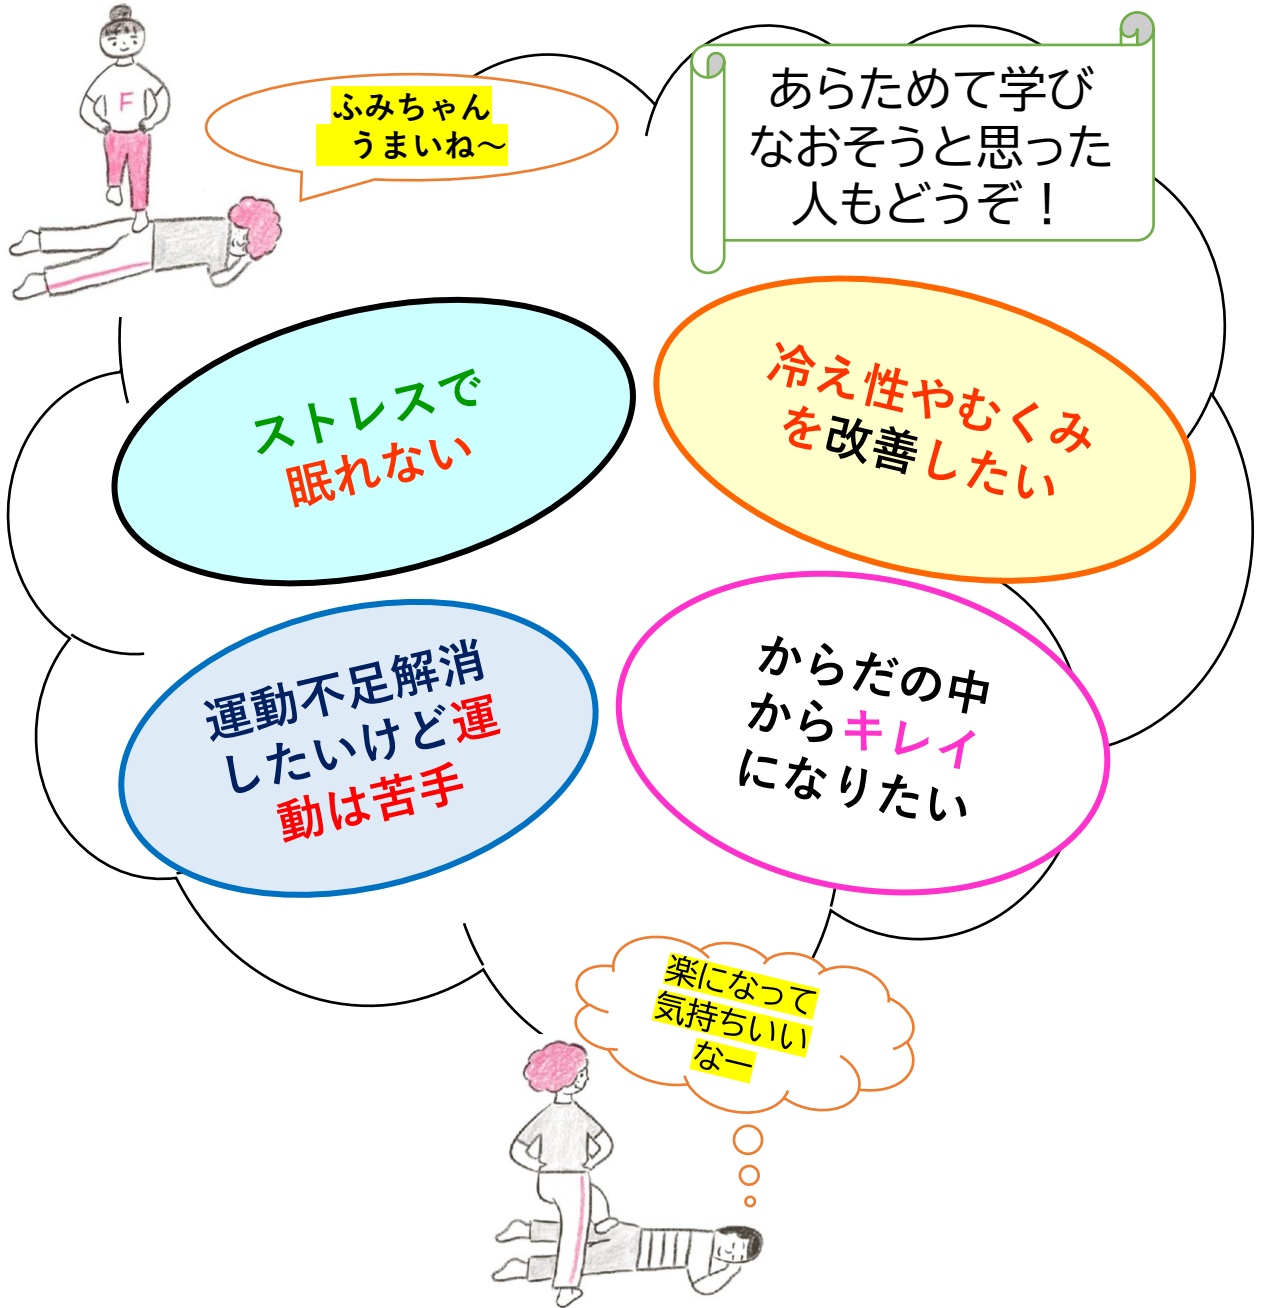 F
ふみちゃん
うまいね～
あらためて学び
なおそうと思った
人もどうぞ！
ストレスで
眠れない
冷え性やむくみ
を改善したい
運動不足解消
したいけど運
動は苦手
からだの中
からキレイ
になりたい
楽になって
気持ちいい
なー